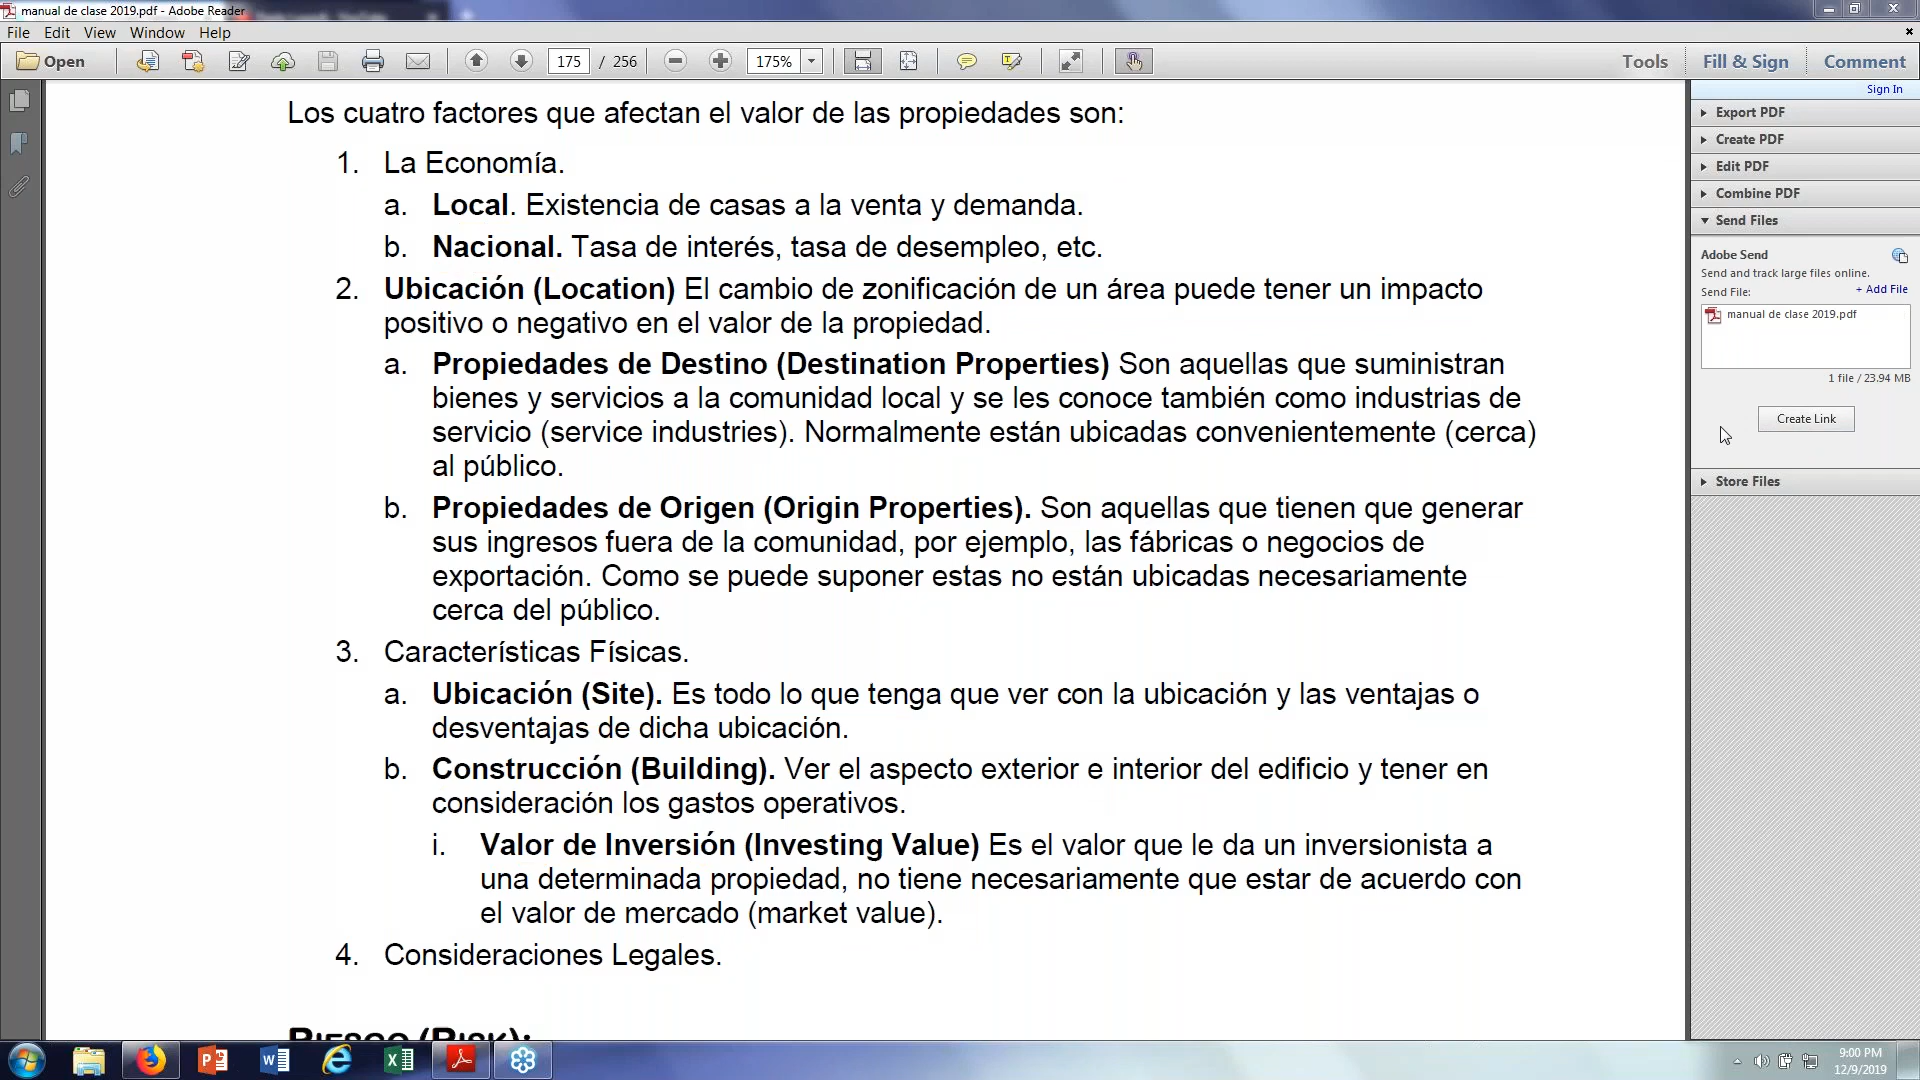 manual de clase 2019.pdf - Adobe Reader
File Edit View Window Help
Open 175 / 256 175% Tools Fill & Sign Comment
Sign In
Export PDF
Create PDF
Edit PDF
Combine PDF
Send Files
Adobe Send
Send and track large files online.
Send File: + Add File
manual de clase 2019.pdf
1 file / 23.94 MB
Create Link
Store Files
Los cuatro factores que afectan el valor de las propiedades son:
1. La Economía.
a. Local. Existencia de casas a la venta y demanda.
b. Nacional. Tasa de interés, tasa de desempleo, etc.
2. Ubicación (Location) El cambio de zonificación de un área puede tener un impacto
positivo o negativo en el valor de la propiedad.
a. Propiedades de Destino (Destination Properties) Son aquellas que suministran
bienes y servicios a la comunidad local y se les conoce también como industrias de
servicio (service industries). Normalmente están ubicadas convenientemente (cerca)
al público.
b. Propiedades de Origen (Origin Properties). Son aquellas que tienen que generar
sus ingresos fuera de la comunidad, por ejemplo, las fábricas o negocios de
exportación. Como se puede suponer estas no están ubicadas necesariamente
cerca del público.
3. Características Físicas.
a. Ubicación (Site). Es todo lo que tenga que ver con la ubicación y las ventajas o
desventajas de dicha ubicación.
b. Construcción (Building). Ver el aspecto exterior e interior del edificio y tener en
consideración los gastos operativos.
i. Valor de Inversión (Investing Value) Es el valor que le da un inversionista a
una determinada propiedad, no tiene necesariamente que estar de acuerdo con
el valor de mercado (market value).
4. Consideraciones Legales.
RIESGO (RISK):
9:00 PM
12/9/2019